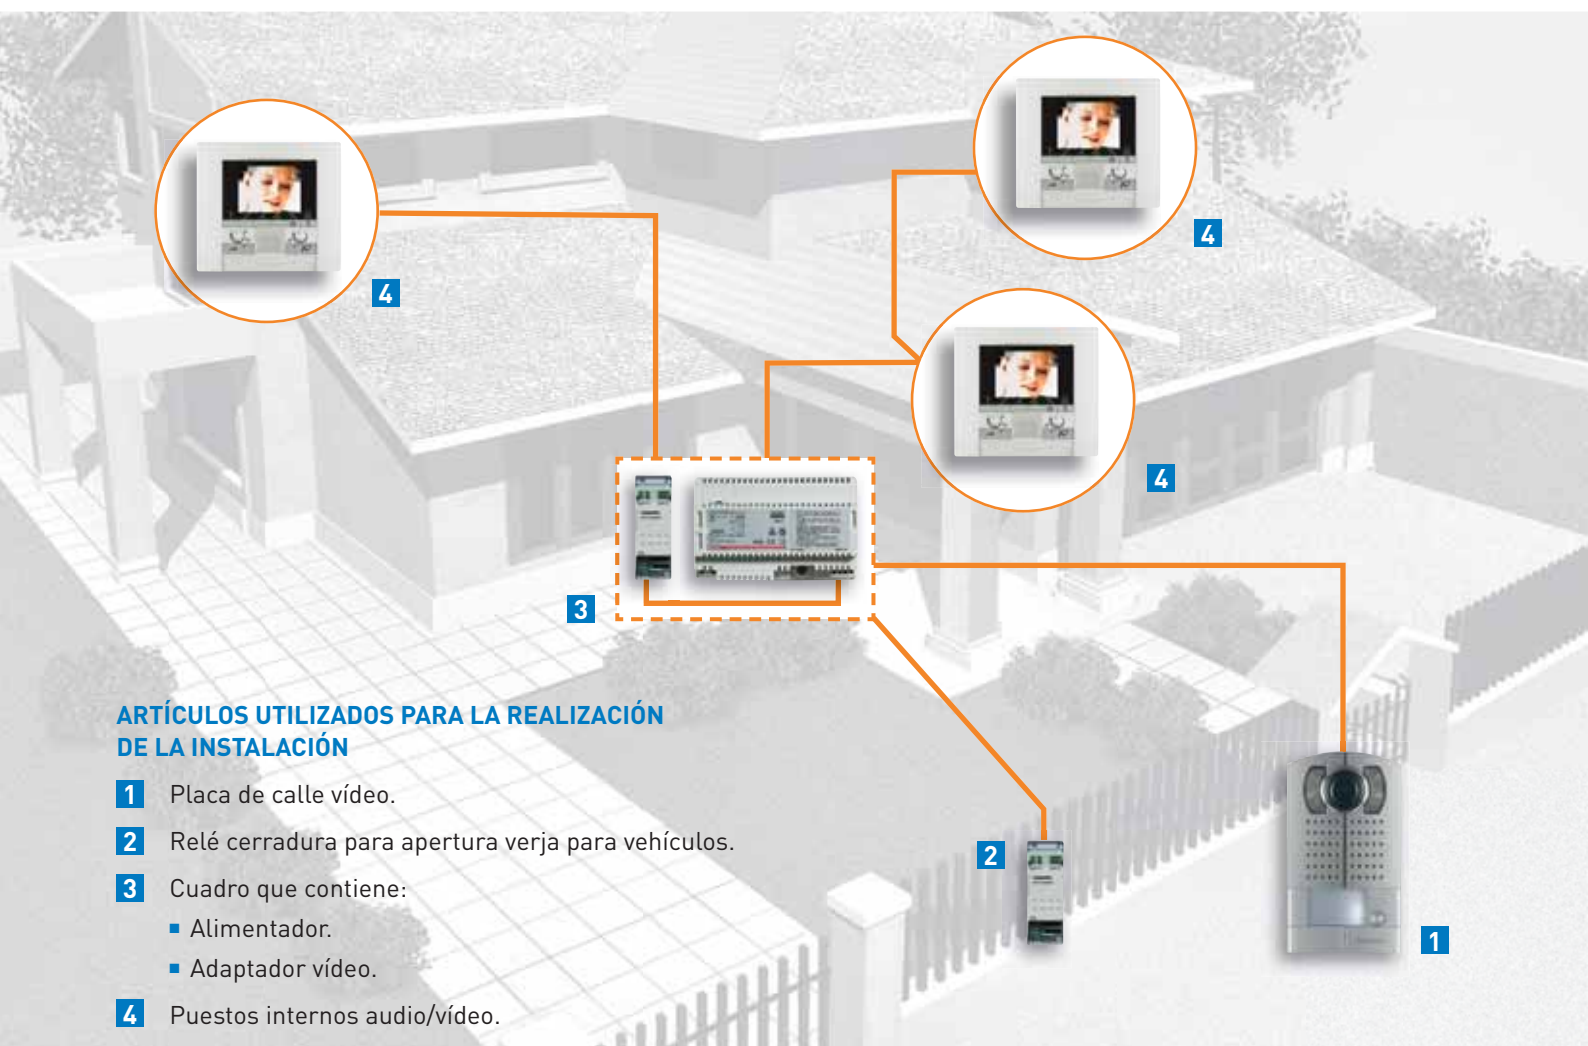 4
4
4
3
2
1
ARTÍCULOS UTILIZADOS PARA LA REALIZACIÓN
DE LA INSTALACIÓN
1 Placa de calle vídeo.
2 Relé cerradura para apertura verja para vehículos.
3 Cuadro que contiene:
▪ Alimentador.
▪ Adaptador vídeo.
4 Puestos internos audio/vídeo.